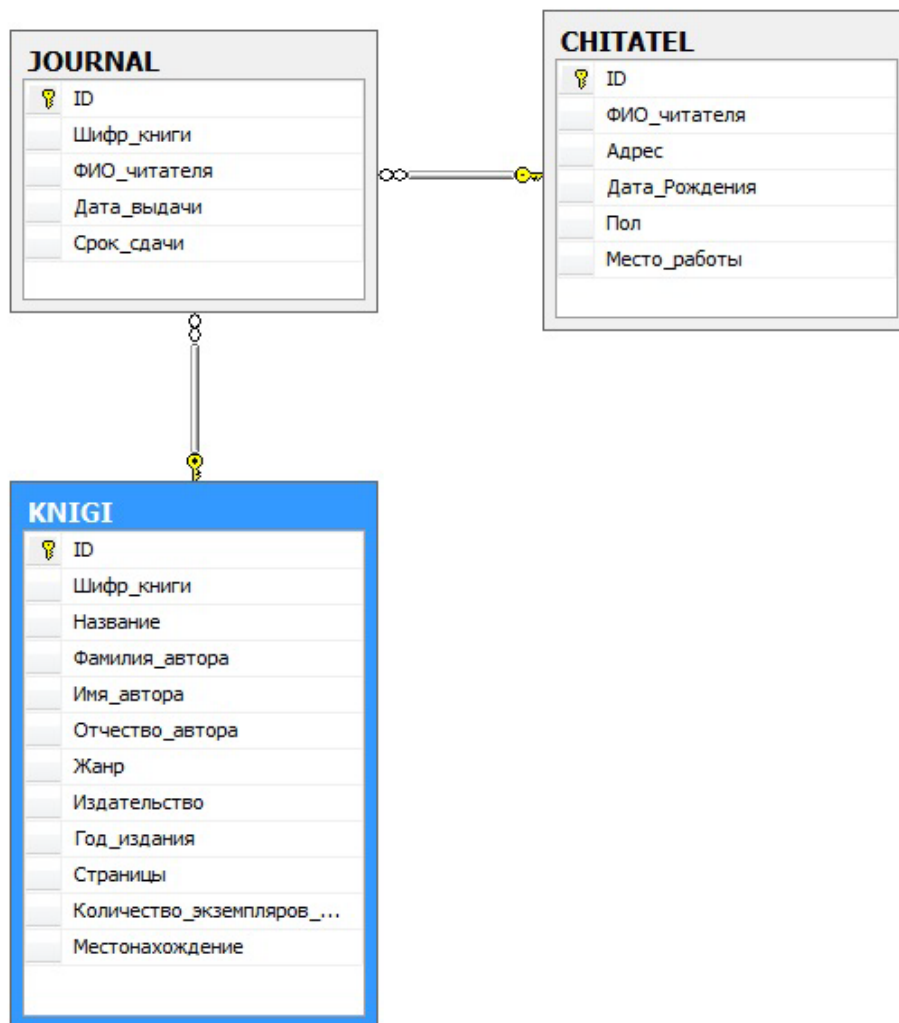 JOURNAL
ID
Шифр_книги
ФИО_читателя
Дата_выдачи
Срок_сдачи
CHITATEL
ID
ФИО_читателя
Адрес
Дата_Рождения
Пол
Место_работы
KNIGI
ID
Шифр_книги
Название
Фамилия_автора
Имя_автора
Отчество_автора
Жанр
Издательство
Год_издания
Страницы
Количество_экземпляров_...
Местонахождение